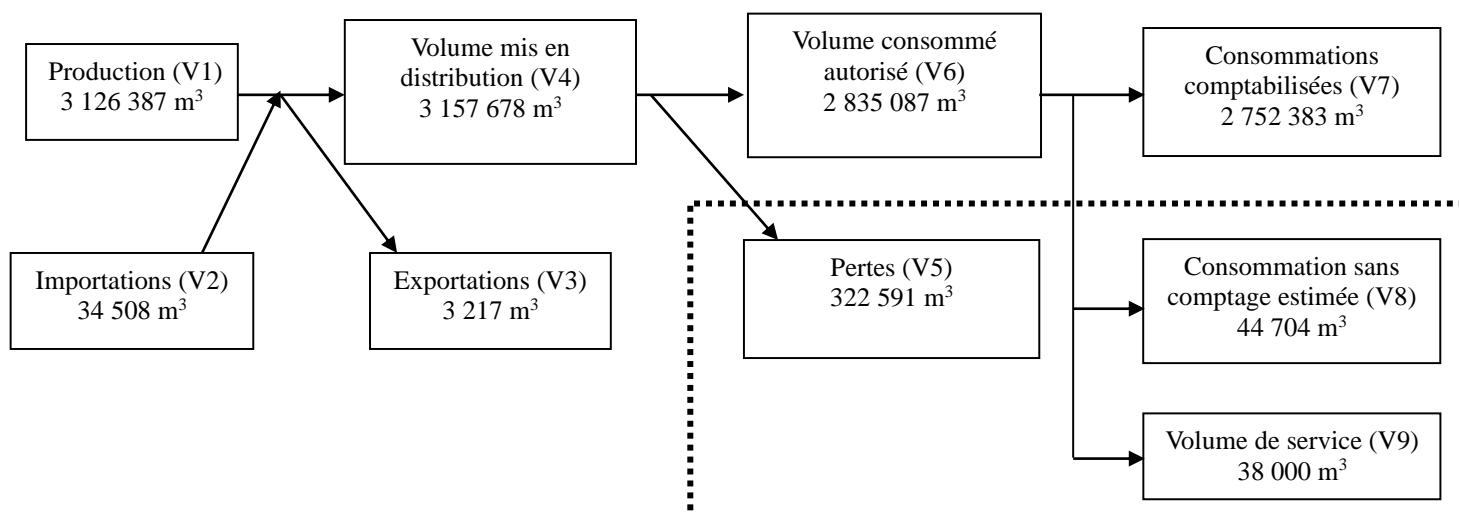 Production (V1)
3 126 387 m³
Volume mis en
distribution (V4)
3 157 678 m³
Volume consommé
autorisé (V6)
2 835 087 m³
Consommations
comptabilisées (V7)
2 752 383 m³
Importations (V2)
34 508 m³
Exportations (V3)
3 217 m³
Pertes (V5)
322 591 m³
Consommation sans
comptage estimée (V8)
44 704 m³
Volume de service (V9)
38 000 m³